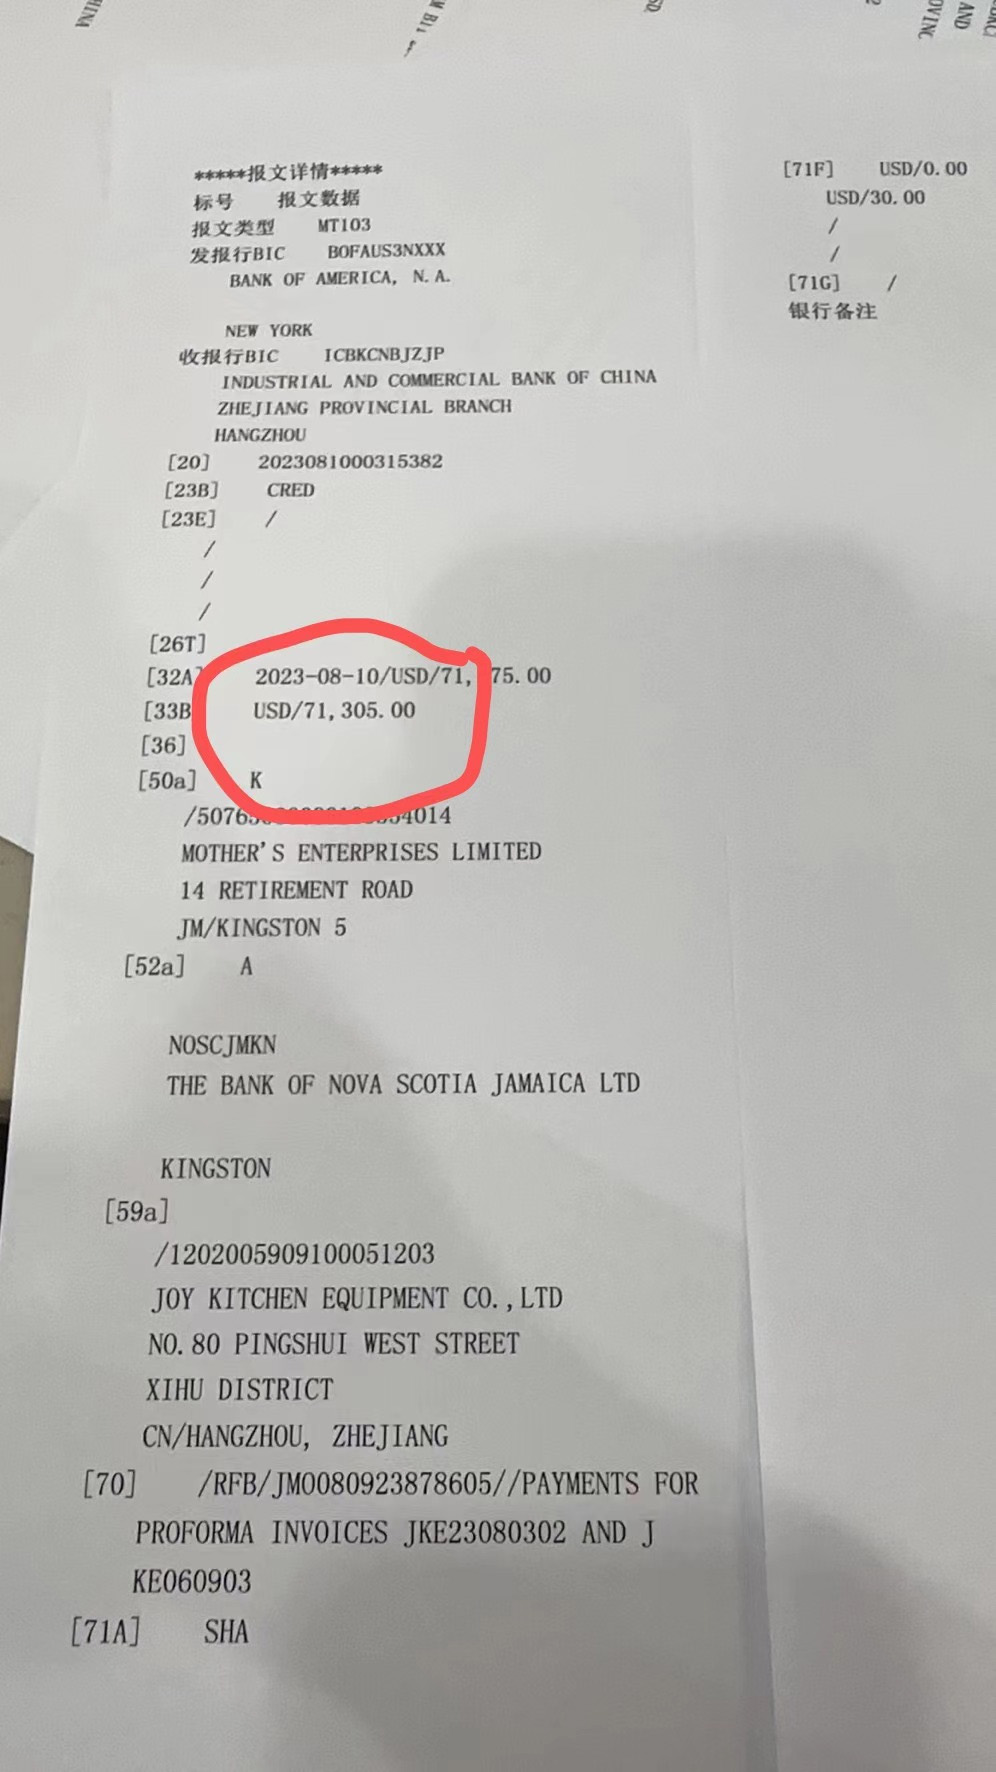 *****报文详情*****
标号 报文数据
报文类型 MT103
发报行BIC BOFAUS3NXXX
BANK OF AMERICA, N.A.
NEW YORK
收报行BIC ICBKCNBJZJP
INDUSTRIAL AND COMMERCIAL BANK OF CHINA
ZHEJIANG PROVINCIAL BRANCH
HANGZHOU
[20] 2023081000315382
[23B] CRED
[23E] /
/
/
/
[26T]
[32A] 2023-08-10/USD/71, 75.00
[33B USD/71,305.00
[36]
[50a] K
MOTHER'S ENTERPRISES LIMITED
14 RETIREMENT ROAD
JM/KINGSTON 5
[52a] A
NOSCJMKN
THE BANK OF NOVA SCOTIA JAMAICA LTD
KINGSTON
[59a]
/1202005909100051203
JOY KITCHEN EQUIPMENT CO.,LTD
NO.80 PINGSHUI WEST STREET
XIHU DISTRICT
CN/HANGZHOU, ZHEJIANG
[70] /RFB/JM0080923878605//PAYMENTS FOR
PROFORMA INVOICES JKE23080302 AND J
KE060903
[71A] SHA
[71F] USD/0.00
USD/30.00
/
/
[71G] /
银行备注
AND